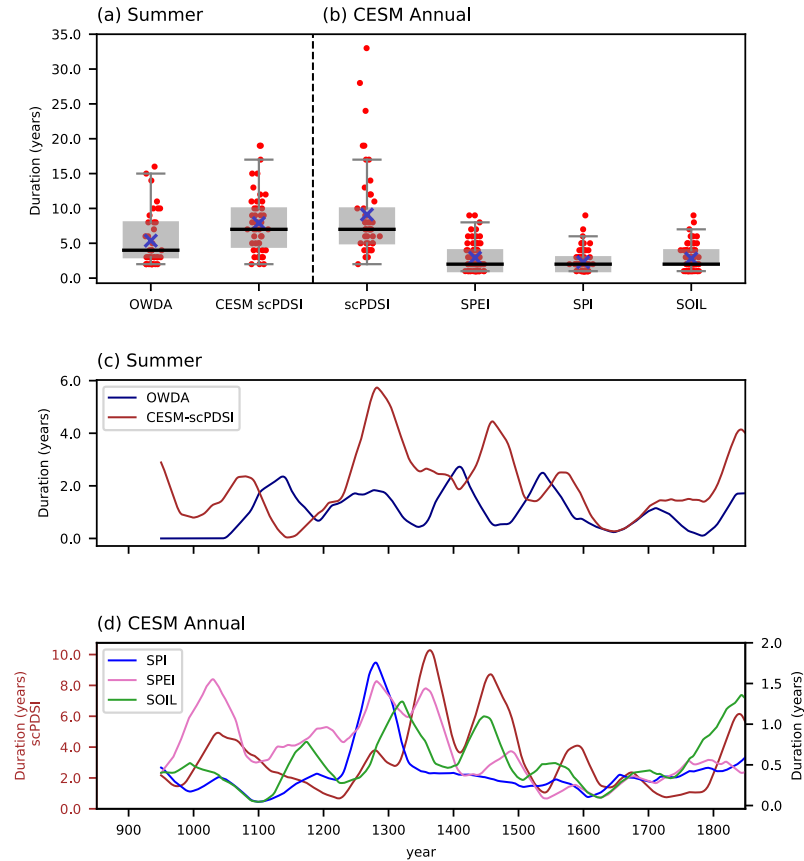 (a) Summer
(b) CESM Annual
Duration (years)
35.0
30.0
25.0
20.0
15.0
10.0
5.0
0.0
OWDA
CESM scPDSI
scPDSI
SPEI
SPI
SOIL
(c) Summer
Duration (years)
6.0
4.0
2.0
0.0
OWDA
CESM-scPDSI
(d) CESM Annual
Duration (years)
scPDSI
10.0
8.0
6.0
4.0
2.0
0.0
SPI
SPEI
SOIL
2.0
1.5
1.0
0.5
0.0
Duration (years)
900 1000 1100 1200 1300 1400 1500 1600 1700 1800
year